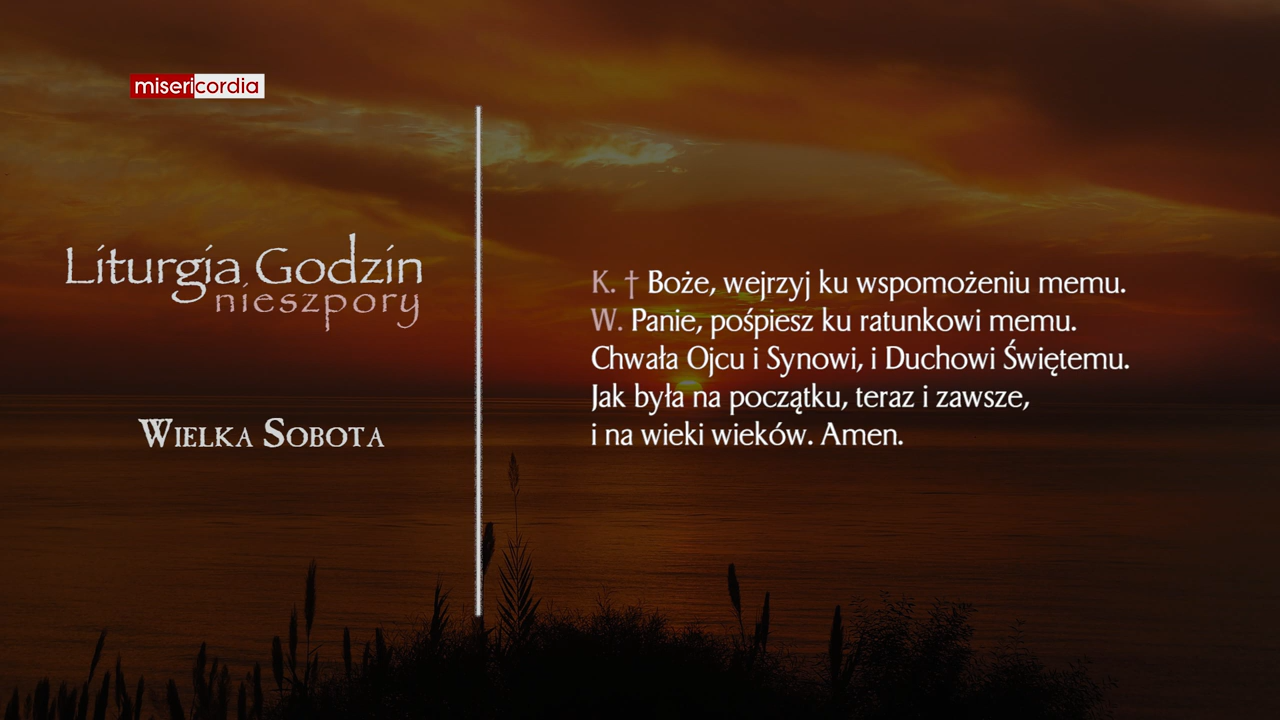 misericordia
Liturgia Godzin
nieszpory
Wielka Sobota
K. † Boże, wejrzyj ku wspomożeniu memu.
W. Panie, pośpiesz ku ratunkowi memu.
Chwała Ojcu i Synowi, i Duchowi Świętemu.
Jak była na początku, teraz i zawsze,
i na wieki wieków. Amen.